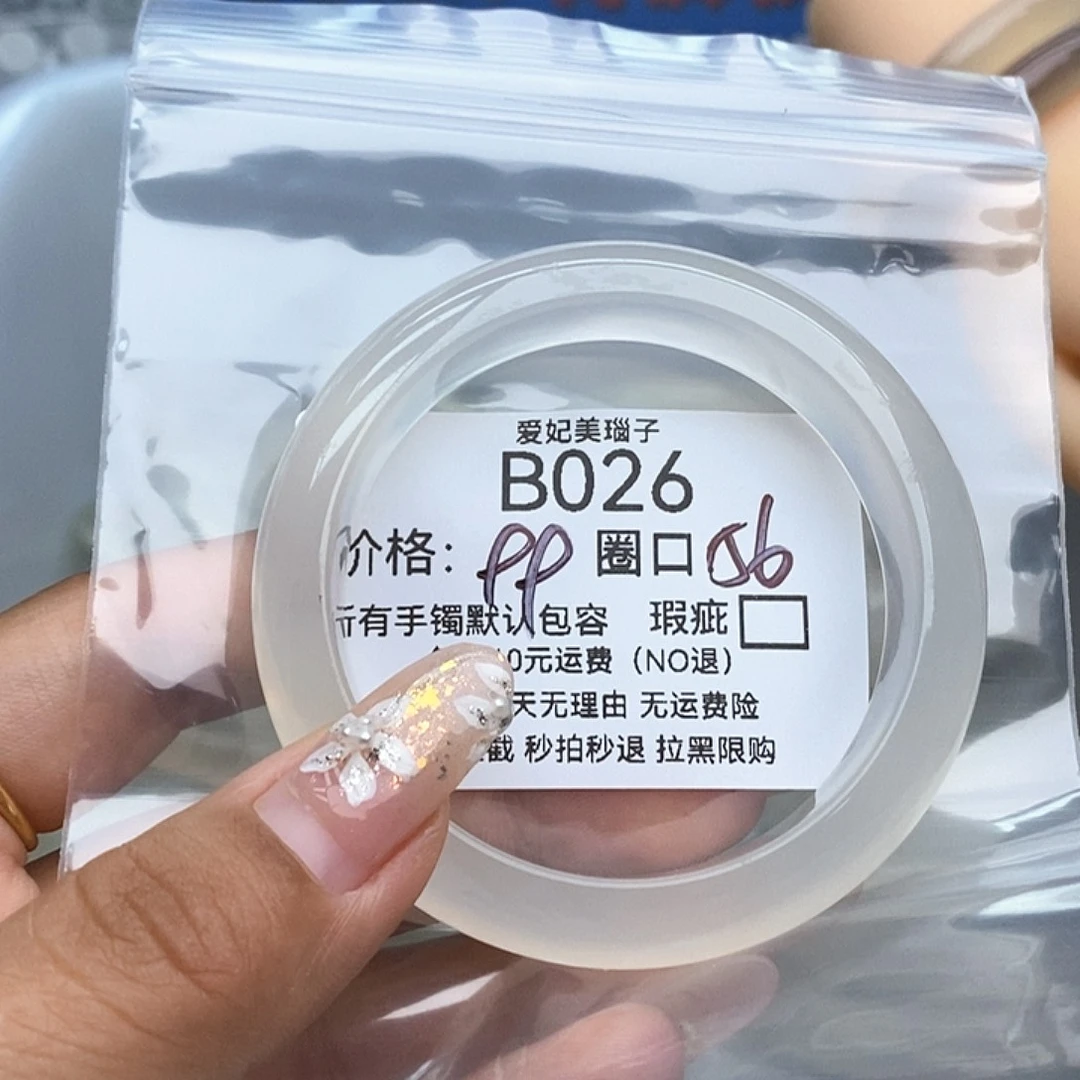 爱妃美瑙子
B026
价格：PP 圈口 56
有手镯默认包容 瑕疵
0元运费（NO退）
天无理由 无运费险
截 秒拍秒退 拉黑限购